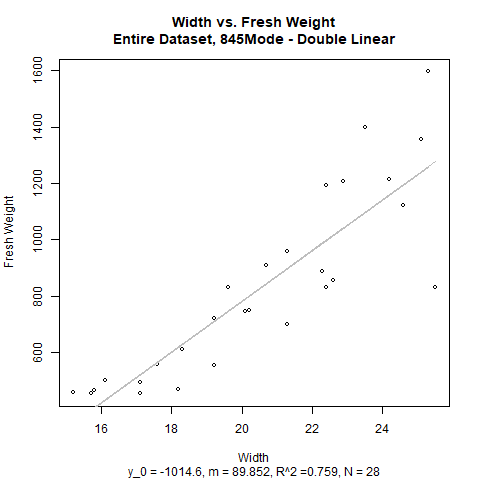 Width vs. Fresh Weight
Entire Dataset, 845Mode - Double Linear
Fresh Weight
1600
1400
1200
1000
800
600
16 18 20 22 24
Width
y_0 = -1014.6, m = 89.852, R^2 =0.759, N = 28